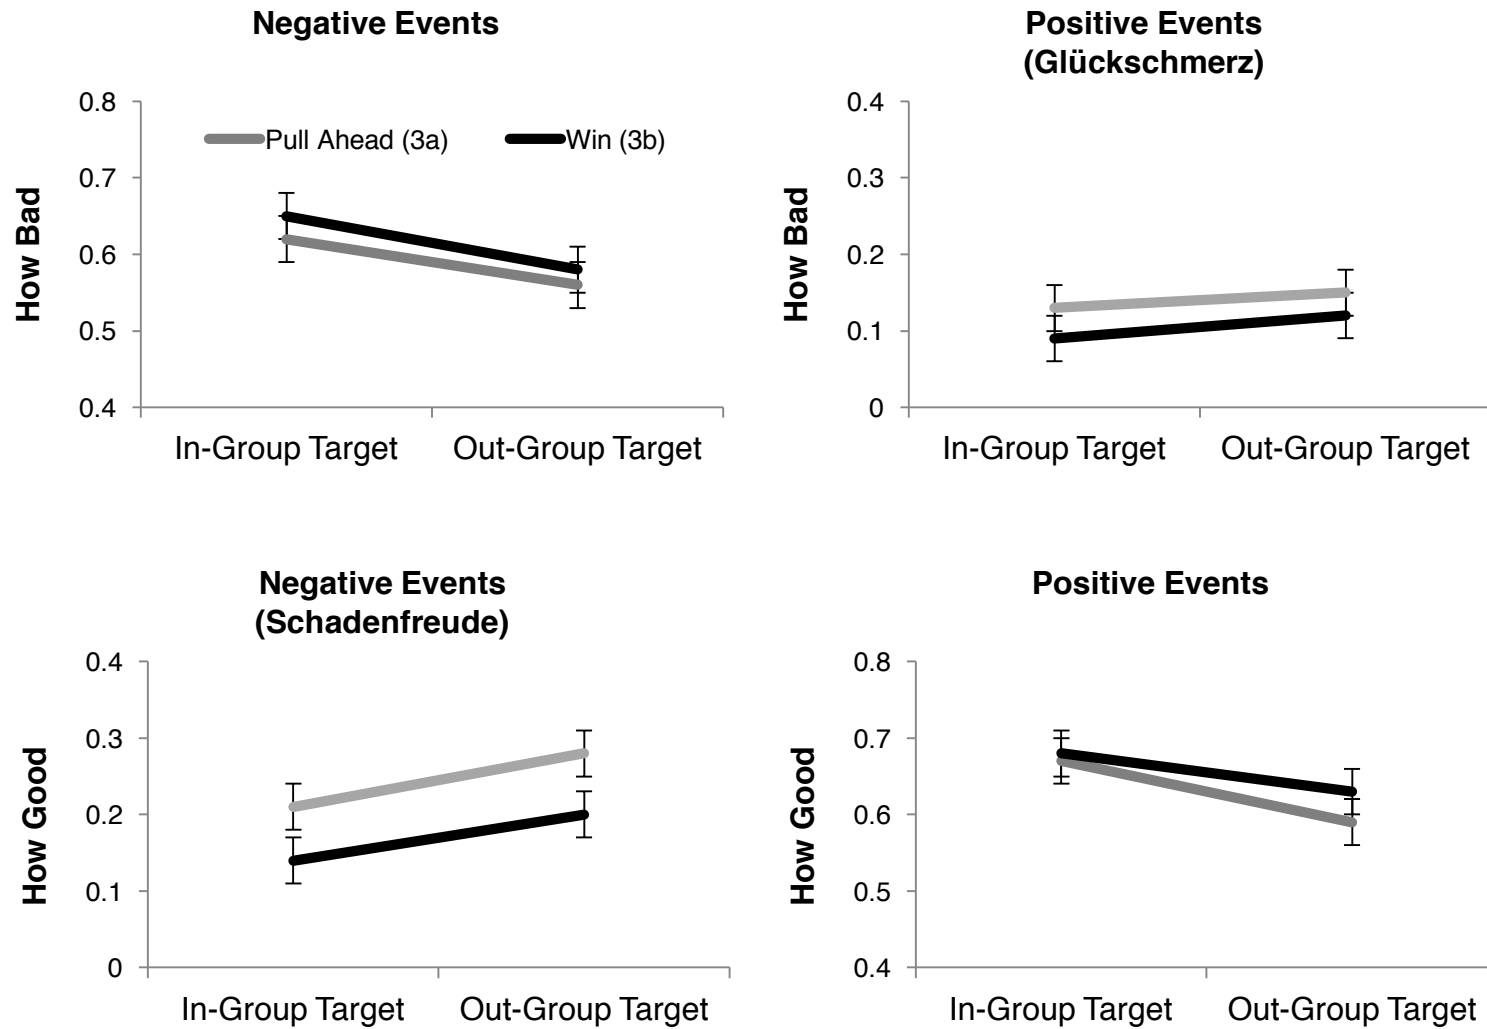 Negative Events
How Bad
0.8
0.7
0.6
0.5
0.4
Pull Ahead (3a)
Win (3b)
In-Group Target
Out-Group Target
Positive Events
(Glückschmerz)
How Bad
0.4
0.3
0.2
0.1
0
In-Group Target
Out-Group Target
Negative Events
(Schadenfreude)
How Good
0.4
0.3
0.2
0.1
0
In-Group Target
Out-Group Target
Positive Events
How Good
0.8
0.7
0.6
0.5
0.4
In-Group Target
Out-Group Target